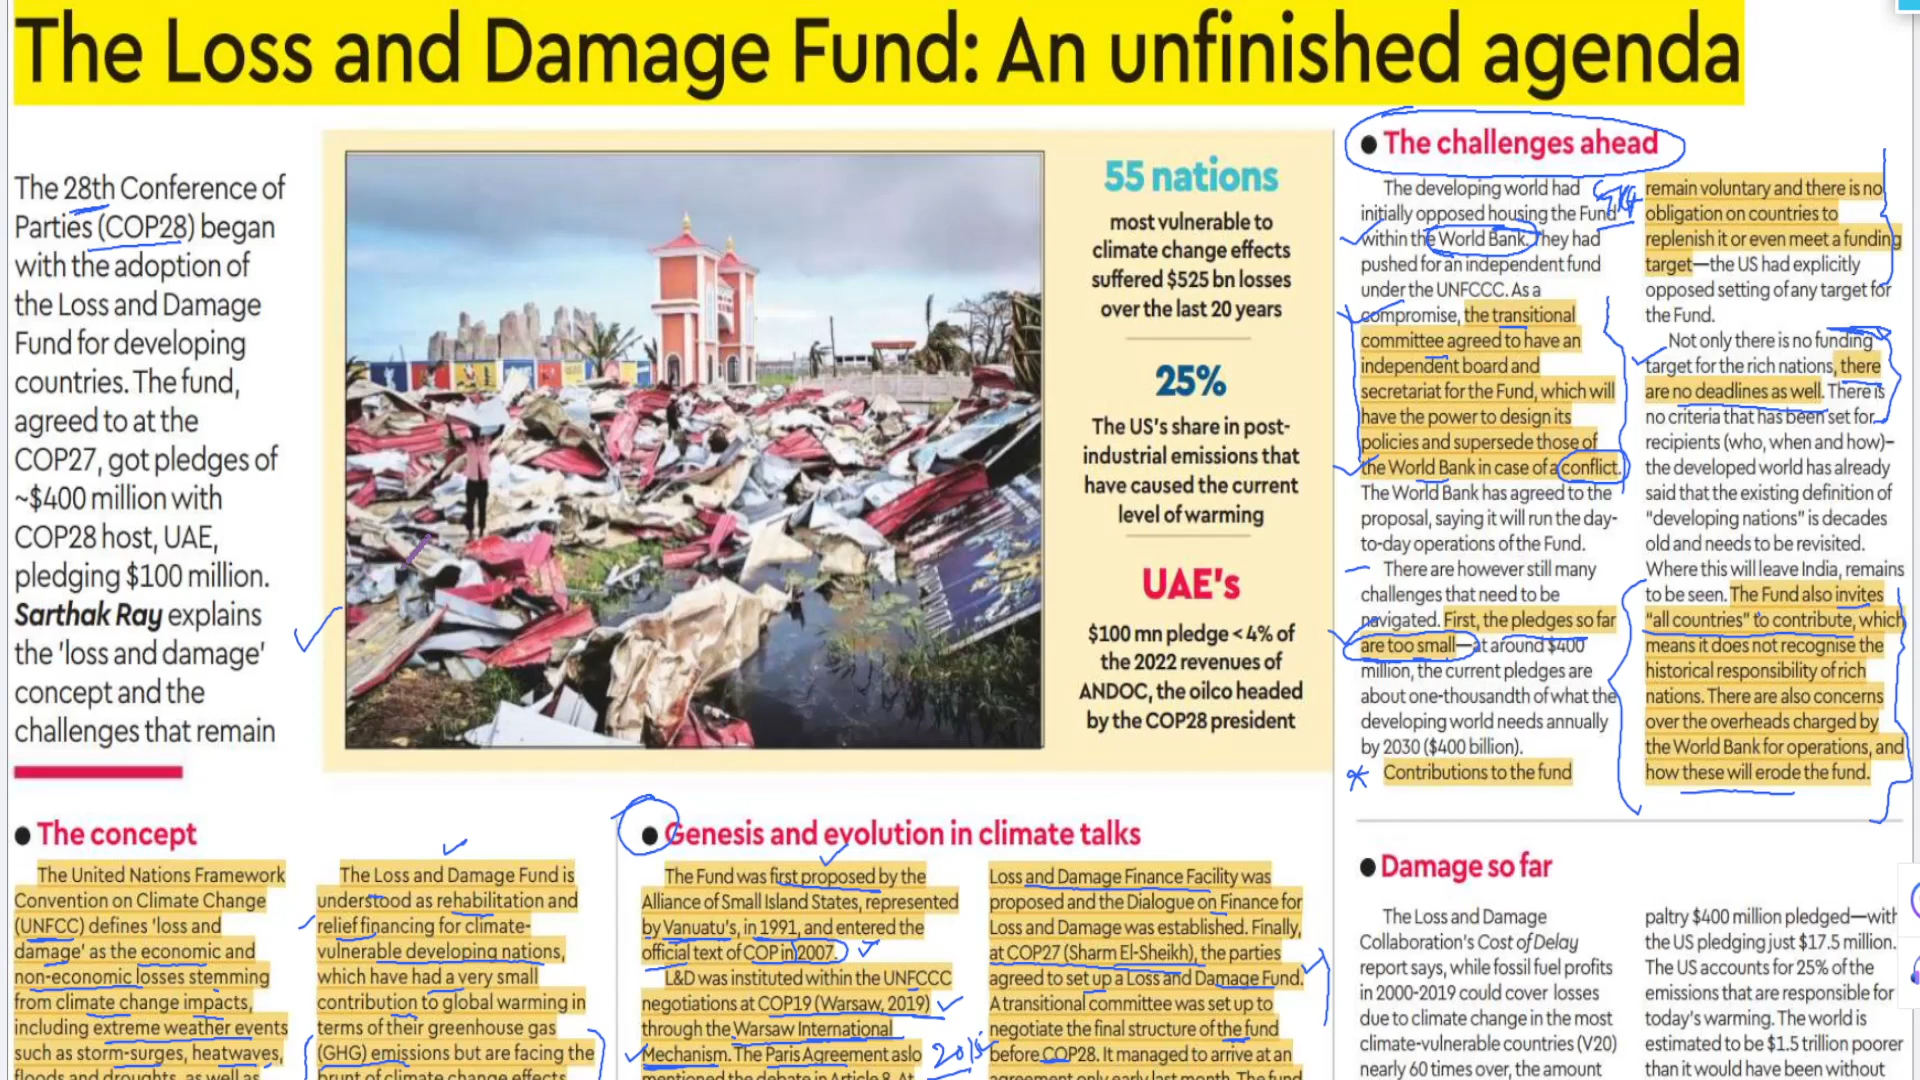 The Loss and Damage Fund: An unfinished agenda
The 28th Conference of
Parties (COP28) began
with the adoption of
the Loss and Damage
Fund for developing
countries. The fund,
agreed to at the
COP27, got pledges of
~$400 million with
COP28 host, UAE,
pledging $100 million.
Sarthak Ray explains
the 'loss and damage'
concept and the
challenges that remain
55 nations
most vulnerable to
climate change effects
suffered $525 bn losses
over the last 20 years
25%
The US's share in post-
industrial emissions that
have caused the current
level of warming
UAE's
$100 mn pledge < 4% of
the 2022 revenues of
ANDOC, the oilco headed
by the COP28 president
● The challenges ahead
The developing world had
initially opposed housing the Fund
within the World Bank. They had
pushed for an independent fund
under the UNFCCC. As a
compromise, the transitional
committee agreed to have an
independent board and
secretariat for the Fund, which will
have the power to design its
policies and supersede those of
the World Bank in case of a conflict.
The World Bank has agreed to the
proposal, saying it will run the day-
to-day operations of the Fund.
There are however still many
challenges that need to be
navigated. First, the pledges so far
are too small—at around $400
million, the current pledges are
about one-thousandth of what the
developing world needs annually
by 2030 ($400 billion).
* Contributions to the fund
remain voluntary and there is no
obligation on countries to
replenish it or even meet a funding
target—the US had explicitly
opposed setting of any target for
the Fund.
Not only there is no funding
target for the rich nations, there
are no deadlines as well. There is
no criteria that has been set for
recipients (who, when and how)–
the developed world has already
said that the existing definition of
"developing nations" is decades
old and needs to be revisited.
Where this will leave India, remains
to be seen. The Fund also invites
"all countries" to contribute, which
means it does not recognise the
historical responsibility of rich
nations. There are also concerns
over the overheads charged by
the World Bank for operations, and
how these will erode the fund.
● The concept
The United Nations Framework
Convention on Climate Change
(UNFCC) defines 'loss and
damage' as the economic and
non-economic losses stemming
from climate change impacts,
including extreme weather events
such as storm-surges, heatwaves,
floods and droughts, as well as
The Loss and Damage Fund is
understood as rehabilitation and
relief financing for climate-
vulnerable developing nations,
which have had a very small
contribution to global warming in
terms of their greenhouse gas
(GHG) emissions but are facing the
brunt of climate change effects
● Genesis and evolution in climate talks
The Fund was first proposed by the
Alliance of Small Island States, represented
by Vanuatu's, in 1991, and entered the
official text of COP in 2007.
L&D was instituted within the UNFCCC
negotiations at COP19 (Warsaw, 2019)
through the Warsaw International
Mechanism. The Paris Agreement aslo 2015
mentioned the debate in Article 8. At
Loss and Damage Finance Facility was
proposed and the Dialogue on Finance for
Loss and Damage was established. Finally,
at COP27 (Sharm El-Sheikh), the parties
agreed to set up a Loss and Damage Fund.
A transitional committee was set up to
negotiate the final structure of the fund
before COP28. It managed to arrive at an
agreement only early last month. The fund
● Damage so far
The Loss and Damage
Collaboration's Cost of Delay
report says, while fossil fuel profits
in 2000-2019 could cover losses
due to climate change in the most
climate-vulnerable countries (V20)
nearly 60 times over, the amount
paltry $400 million pledged—with
the US pledging just $17.5 million.
The US accounts for 25% of the
emissions that are responsible for
today's warming. The world is
estimated to be $1.5 trillion poorer
than it would have been without